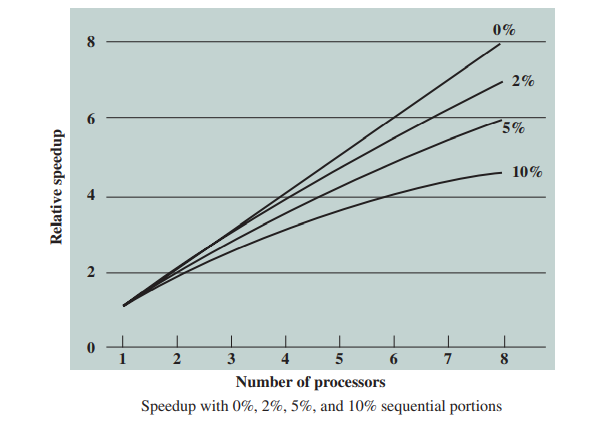 0%
8
2%
6
5%
10%
4
2
0
Relative speedup
1 2 3 4 5 6 7 8
Number of processors
Speedup with 0%, 2%, 5%, and 10% sequential portions